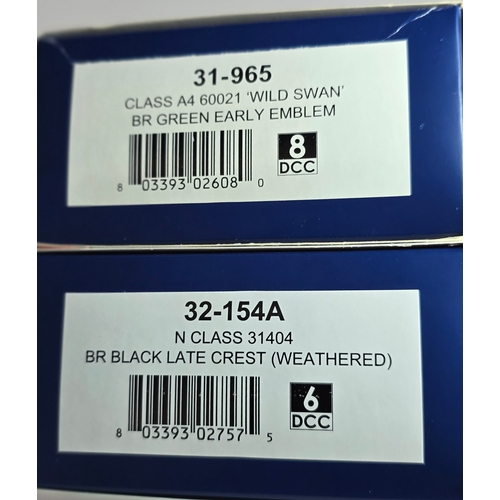 31-965
CLASS A4 60021 ‘WILD SWAN’
BR GREEN EARLY EMBLEM
8 03393 02608 0
8
DCC
32-154A
N CLASS 31404
BR BLACK LATE CREST (WEATHERED)
8 03393 02757 5
6
DCC